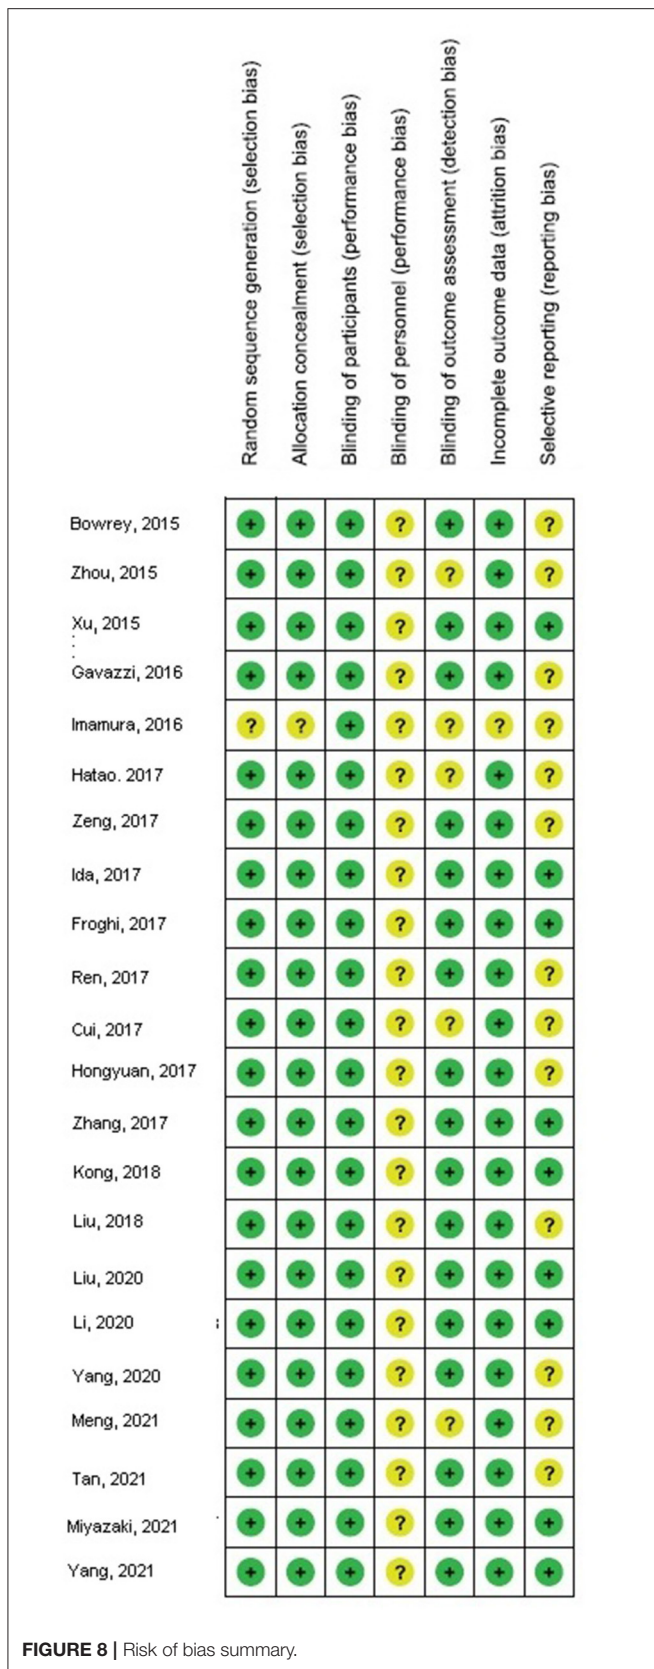 Random sequence generation (selection bias)
Allocation concealment (selection bias)
Blinding of participants (performance bias)
Blinding of personnel (performance bias)
Blinding of outcome assessment (detection bias)
Incomplete outcome data (attrition bias)
Selective reporting (reporting bias)
Bowrey, 2015 + + + ? + + ?
Zhou, 2015 + + + ? ? + ?
Xu, 2015 + + + ? + + +
Gavazzi, 2016 + + + ? + + ?
Imamura, 2016 ? ? + ? ? ? ?
Hatao. 2017 + + + ? ? + ?
Zeng, 2017 + + + ? + + ?
Ida, 2017 + + + ? + + +
Froghi, 2017 + + + ? + + +
Ren, 2017 + + + ? + + ?
Cui, 2017 + + + ? ? + ?
Hongyuan, 2017 + + + ? + + ?
Zhang, 2017 + + + ? + + +
Kong, 2018 + + + ? + + +
Liu, 2018 + + + ? + + ?
Liu, 2020 + + + ? + + +
Li, 2020 + + + ? + + +
Yang, 2020 + + + ? + + ?
Meng, 2021 + + + ? ? + ?
Tan, 2021 + + + ? + + ?
Miyazaki, 2021 + + + ? + + +
Yang, 2021 + + + ? + + +
FIGURE 8 | Risk of bias summary.